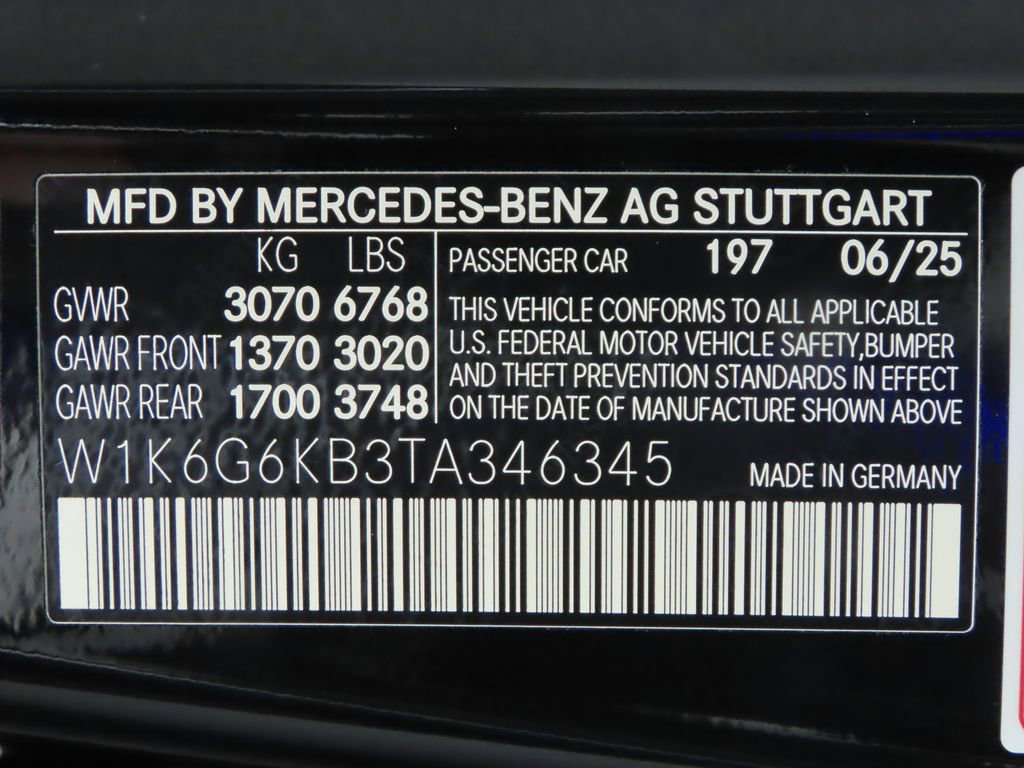 MFD BY MERCEDES-BENZ AG STUTTGART
KG LBS
GVWR 3070 6768
GAWR FRONT 1370 3020
GAWR REAR 1700 3748
PASSENGER CAR 197 06/25
THIS VEHICLE CONFORMS TO ALL APPLICABLE
U.S. FEDERAL MOTOR VEHICLE SAFETY,BUMPER
AND THEFT PREVENTION STANDARDS IN EFFECT
ON THE DATE OF MANUFACTURE SHOWN ABOVE
W1K6G6KB3TA346345
MADE IN GERMANY